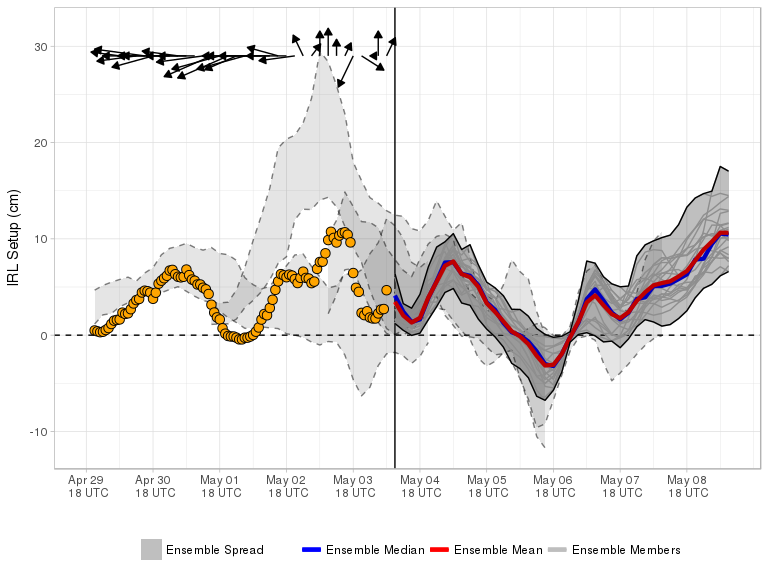 IRL Setup (cm)
30
20
10
0
-10
Apr 29 Apr 30 May 01 May 02 May 03 May 04 May 05 May 06 May 07 May 08
18 UTC 18 UTC 18 UTC 18 UTC 18 UTC 18 UTC 18 UTC 18 UTC 18 UTC 18 UTC
Ensemble Spread Ensemble Median Ensemble Mean Ensemble Members